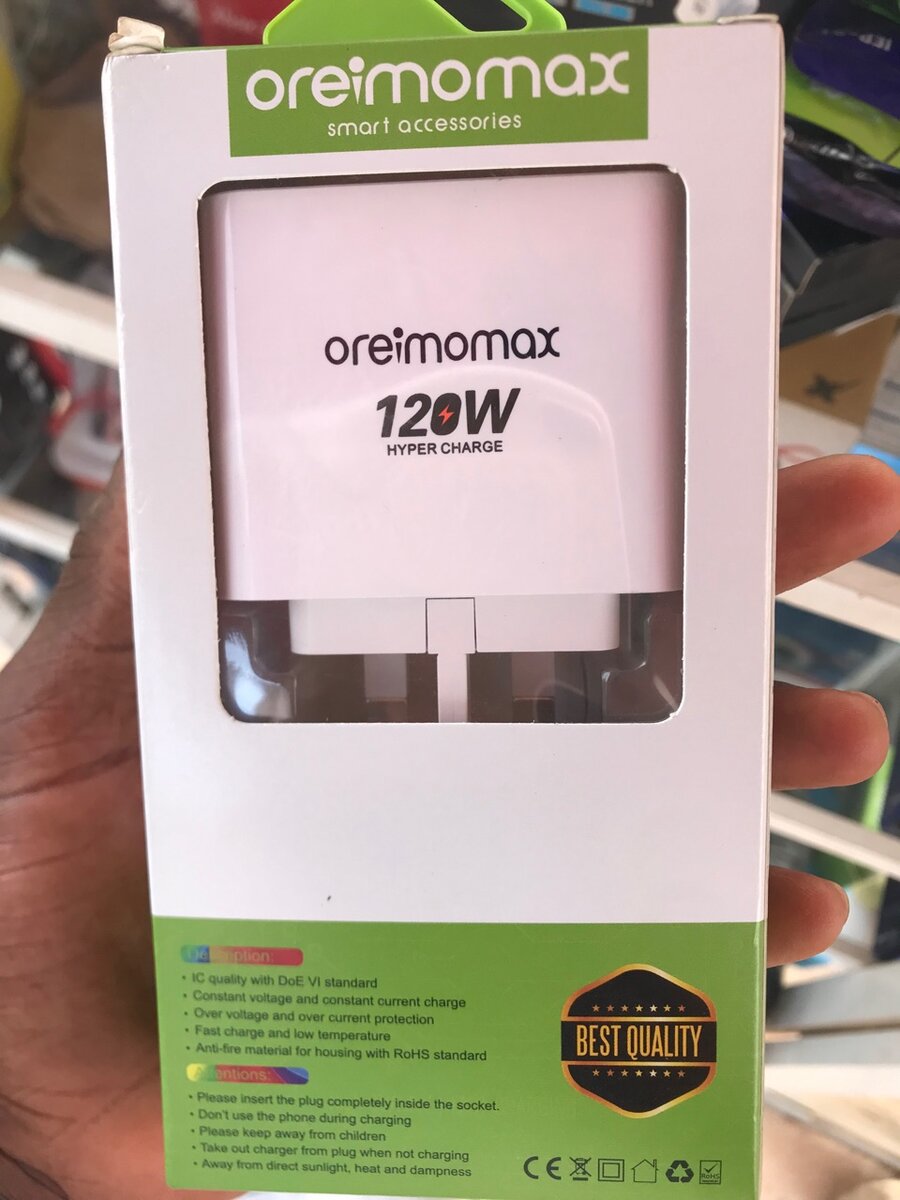 oreimomax
smart accessories
oreimomax
120W
HYPER CHARGE
Description:
• IC quality with DoE VI standard
• Constant voltage and constant current charge
• Over voltage and over current protection
• Fast charge and low temperature
• Anti-fire material for housing with RoHS standard
Attentions:
• Please insert the plug completely inside the socket.
• Don't use the phone during charging
• Please keep away from children
• Take out charger from plug when not charging
• Away from direct sunlight, heat and dampness
BEST QUALITY
CE
RoHS